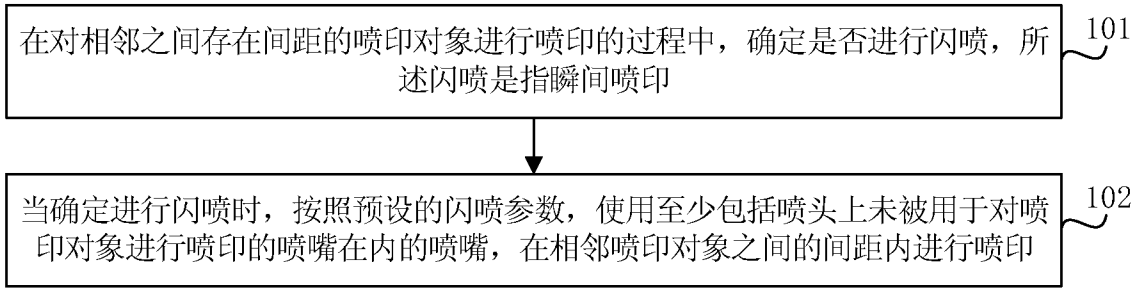 在对相邻之间存在间距的喷印对象进行喷印的过程中，确定是否进行闪喷，所
述闪喷是指瞬间喷印
101
当确定进行闪喷时，按照预设的闪喷参数，使用至少包括喷头上未被用于对喷
印对象进行喷印的喷嘴在内的喷嘴，在相邻喷印对象之间的间距内进行喷印
102